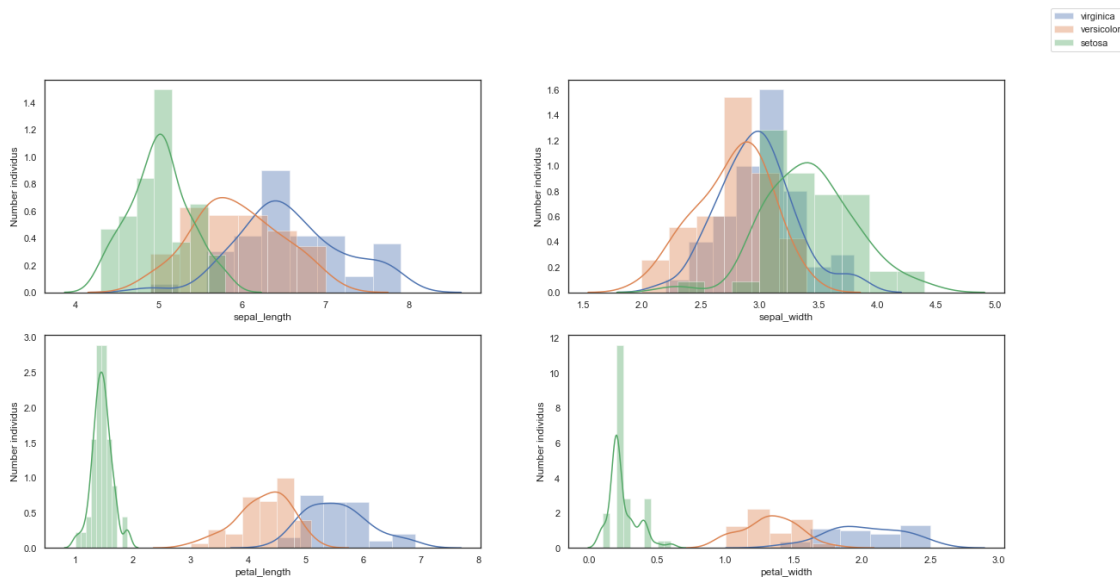 virginica
versicolor
setosa
Number individus
1.4
1.2
1.0
0.8
0.6
0.4
0.2
0.0
4 5 6 7 8
sepal_length
Number individus
1.6
1.4
1.2
1.0
0.8
0.6
0.4
0.2
0.0
1.5 2.0 2.5 3.0 3.5 4.0 4.5 5.0
sepal_width
Number individus
3.0
2.5
2.0
1.5
1.0
0.5
0.0
1 2 3 4 5 6 7 8
petal_length
Number individus
12
10
8
6
4
2
0
0.0 0.5 1.0 1.5 2.0 2.5 3.0
petal_width